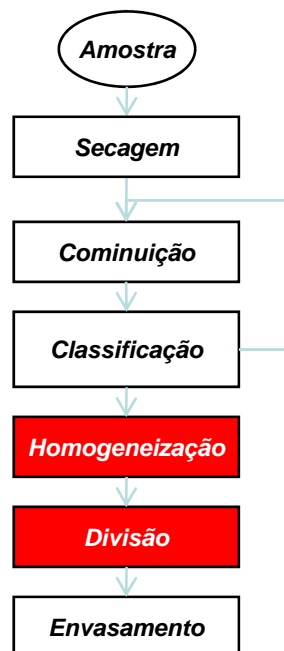 Amostra
Secagem
Cominuição
Classificação
Homogeneização
Divisão
Envasamento